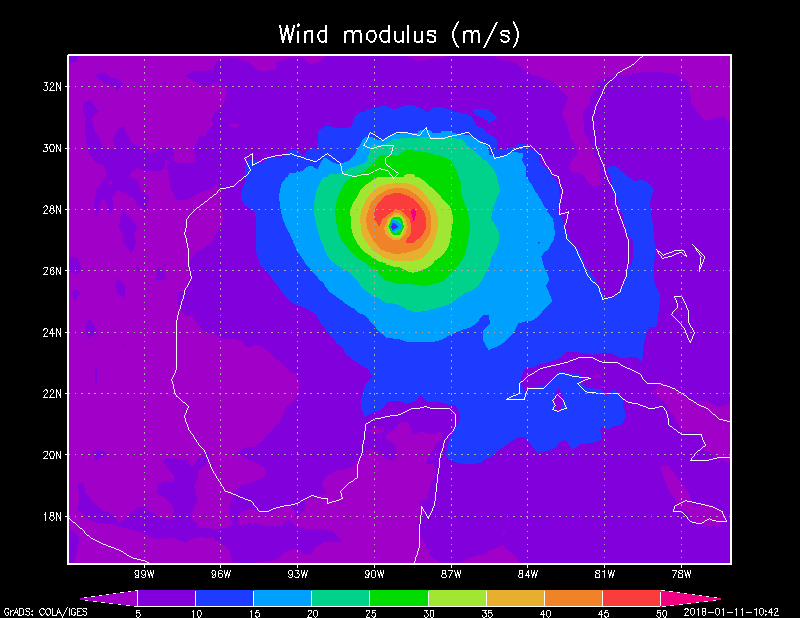 Wind modulus (m/s)
32N
30N
28N
26N
24N
22N
20N
18N
99W 96W 93W 90W 87W 84W 81W 78W
5 10 15 20 25 30 35 40 45 50
GrADS: COLA/IGES 2018-01-11-10:42